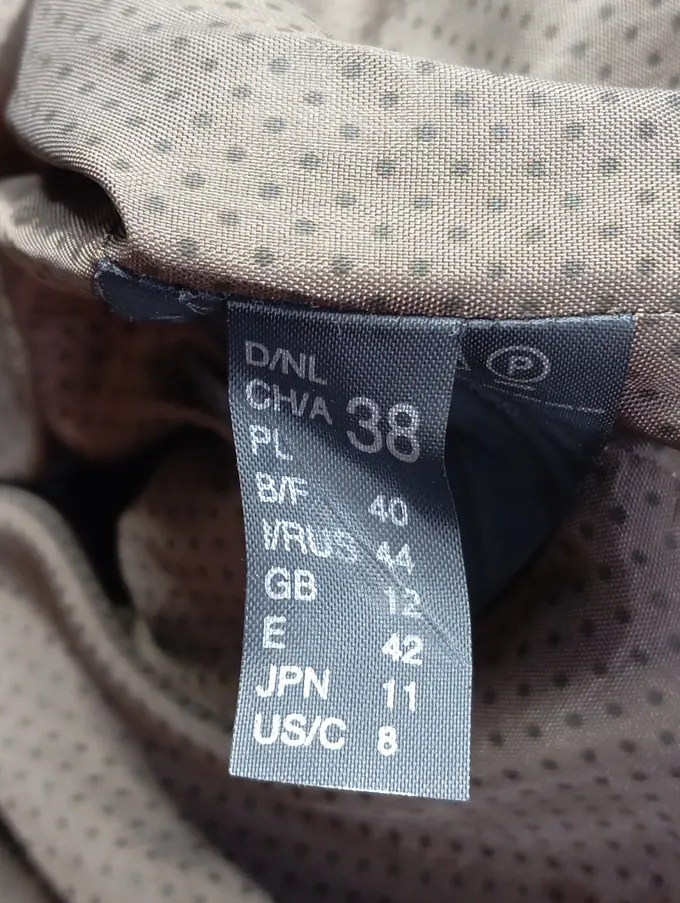 D/NL
CH/A 38
PL
B/F 40
I/RUS 44
GB 12
E 42
JPN 11
US/C 8
P